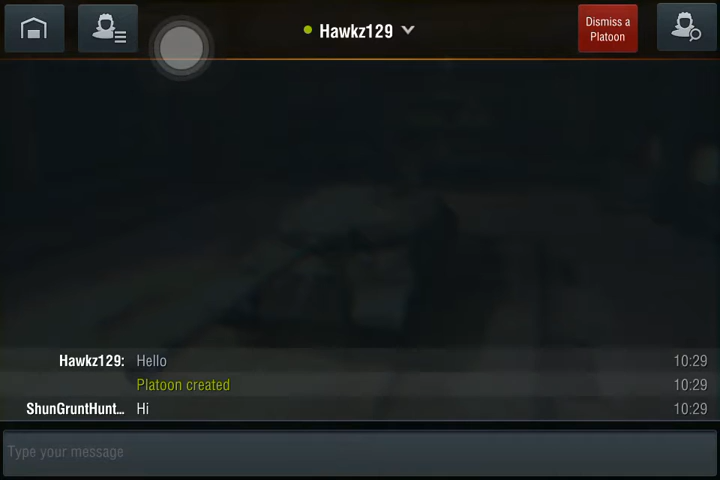 Hawkz129
Dismiss a
Platoon
Hawkz129: Hello 10:29
Platoon created 10:29
ShunGruntHunt... Hi 10:29
Type your message